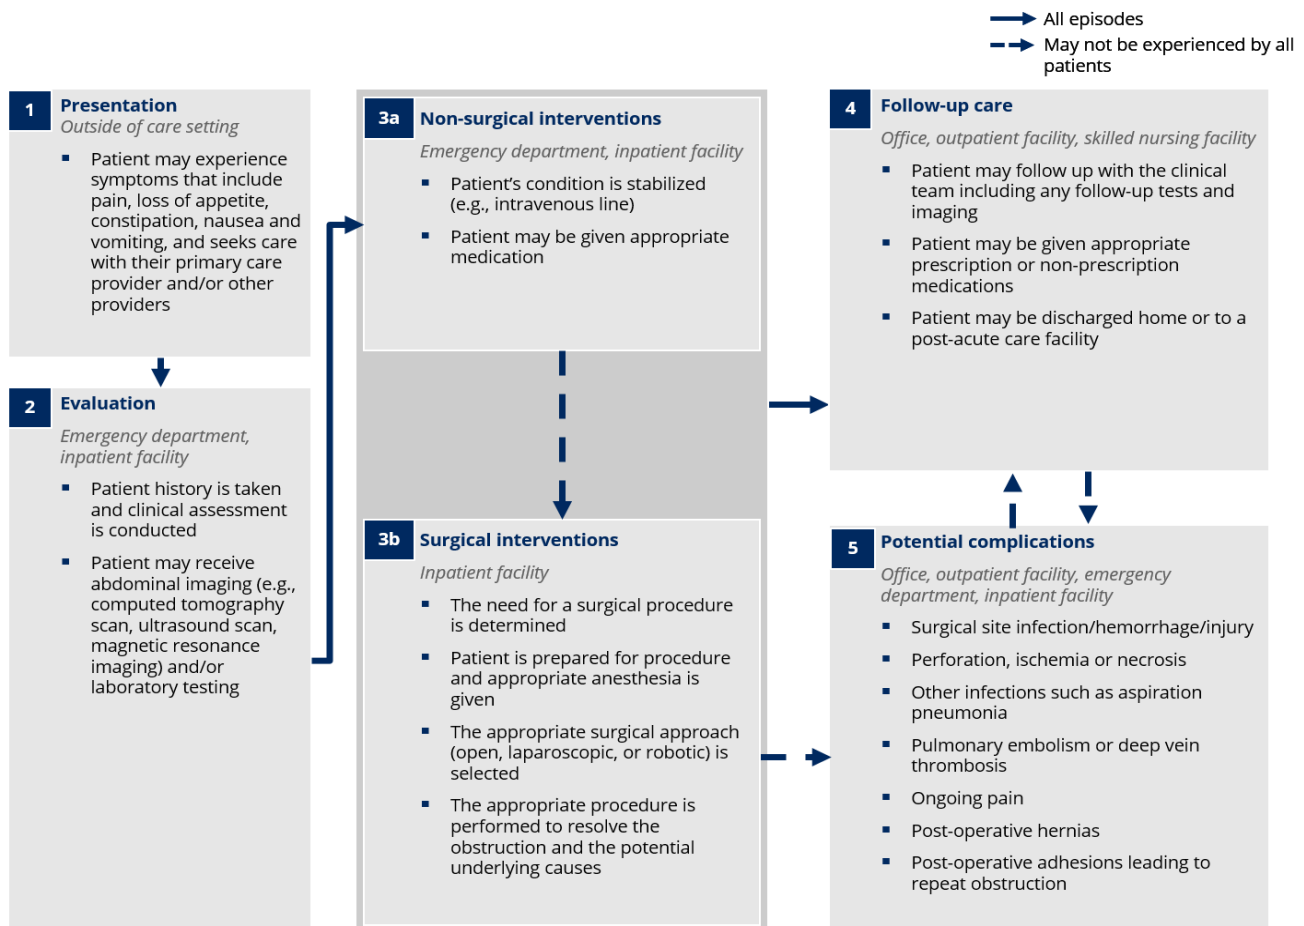 All episodes
May not be experienced by all
patients
1
Presentation
Outside of care setting
▪ Patient may experience
symptoms that include
pain, loss of appetite,
constipation, nausea and
vomiting, and seeks care
with their primary care
provider and/or other
providers
2
Evaluation
Emergency department,
inpatient facility
▪ Patient history is taken
and clinical assessment
is conducted
▪ Patient may receive
abdominal imaging (e.g.,
computed tomography
scan, ultrasound scan,
magnetic resonance
imaging) and/or
laboratory testing
3a
Non-surgical interventions
Emergency department, inpatient facility
▪ Patient’s condition is stabilized
(e.g., intravenous line)
▪ Patient may be given appropriate
medication
3b
Surgical interventions
Inpatient facility
▪ The need for a surgical procedure
is determined
▪ Patient is prepared for procedure
and appropriate anesthesia is
given
▪ The appropriate surgical approach
(open, laparoscopic, or robotic) is
selected
▪ The appropriate procedure is
performed to resolve the
obstruction and the potential
underlying causes
4
Follow-up care
Office, outpatient facility, skilled nursing facility
▪ Patient may follow up with the clinical
team including any follow-up tests and
imaging
▪ Patient may be given appropriate
prescription or non-prescription
medications
▪ Patient may be discharged home or to a
post-acute care facility
5
Potential complications
Office, outpatient facility, emergency
department, inpatient facility
▪ Surgical site infection/hemorrhage/injury
▪ Perforation, ischemia or necrosis
▪ Other infections such as aspiration
pneumonia
▪ Pulmonary embolism or deep vein
thrombosis
▪ Ongoing pain
▪ Post-operative hernias
▪ Post-operative adhesions leading to
repeat obstruction